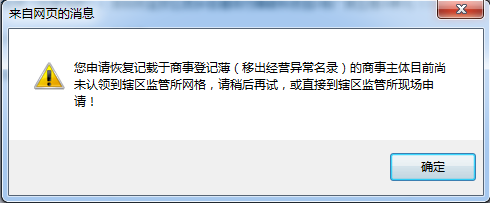 来自网页的消息
您申请恢复记载于商事登记薄（移出经营异常名录）的商事主体目前尚
未认领到辖区监管所网格，请稍后再试，或直接到辖区监管所现场申
请！
确定